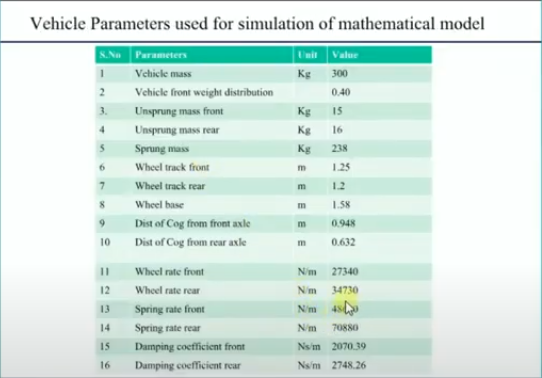 Vehicle Parameters used for simulation of mathematical model
S.No Parameters Unit Value
1 Vehicle mass Kg 300
2 Vehicle front weight distribution 0.40
3. Unsprung mass front Kg 15
4 Unsprung mass rear Kg 16
5 Sprung mass Kg 238
6 Wheel track front m 1.25
7 Wheel track rear m 1.2
8 Wheel base m 1.58
9 Dist of Cog from front axle m 0.948
10 Dist of Cog from rear axle m 0.632
11 Wheel rate front N/m 27340
12 Wheel rate rear N/m 34730
13 Spring rate front N/m
14 Spring rate rear N/m 70880
15 Damping coefficient front Ns/m 2070.39
16 Damping coefficient rear Ns/m 2748.26